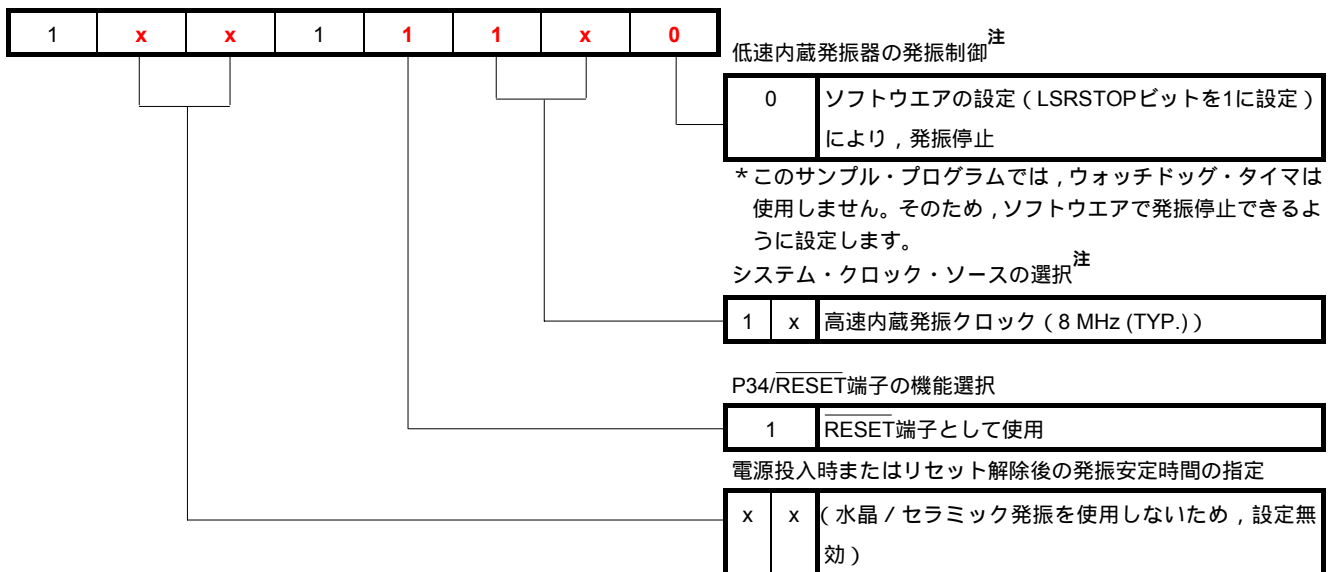 1 x x 1 1 1 x 0
低速内蔵発振器の発振制御注
0 ソフトウエアの設定(LSRSTOPビットを1に設定)
により,発振停止
*このサンプル・プログラムでは,ウォッチドッグ・タイマは
使用しません。そのため,ソフトウエアで発振停止できるよ
うに設定します。
システム・クロック・ソースの選択注
1 x 高速内蔵発振クロック(8 MHz (TYP.))
P34/RESET端子の機能選択
1 RESET端子として使用
電源投入時またはリセット解除後の発振安定時間の指定
x x (水晶/セラミック発振を使用しないため,設定無
効)